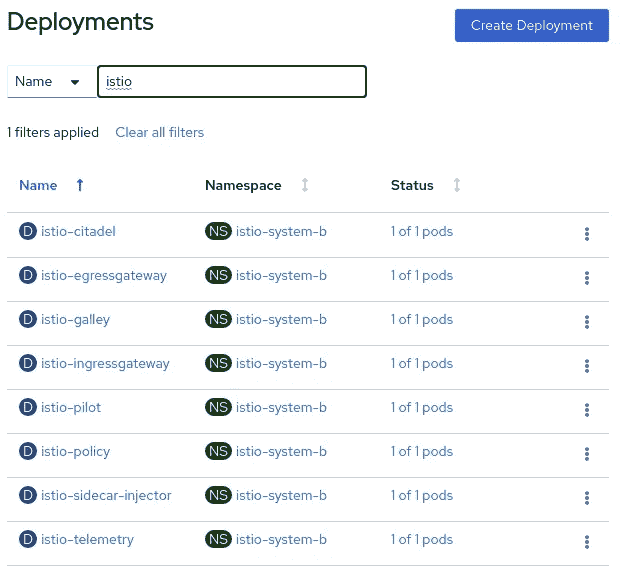 Deployments
Create Deployment
Name istio
1 filters applied Clear all filters
Name Namespace Status
D istio-citadel NS istio-system-b 1 of 1 pods
D istio-egressgateway NS istio-system-b 1 of 1 pods
D istio-galley NS istio-system-b 1 of 1 pods
D istio-ingressgateway NS istio-system-b 1 of 1 pods
D istio-pilot NS istio-system-b 1 of 1 pods
D istio-policy NS istio-system-b 1 of 1 pods
D istio-sidecar-injector NS istio-system-b 1 of 1 pods
D istio-telemetry NS istio-system-b 1 of 1 pods